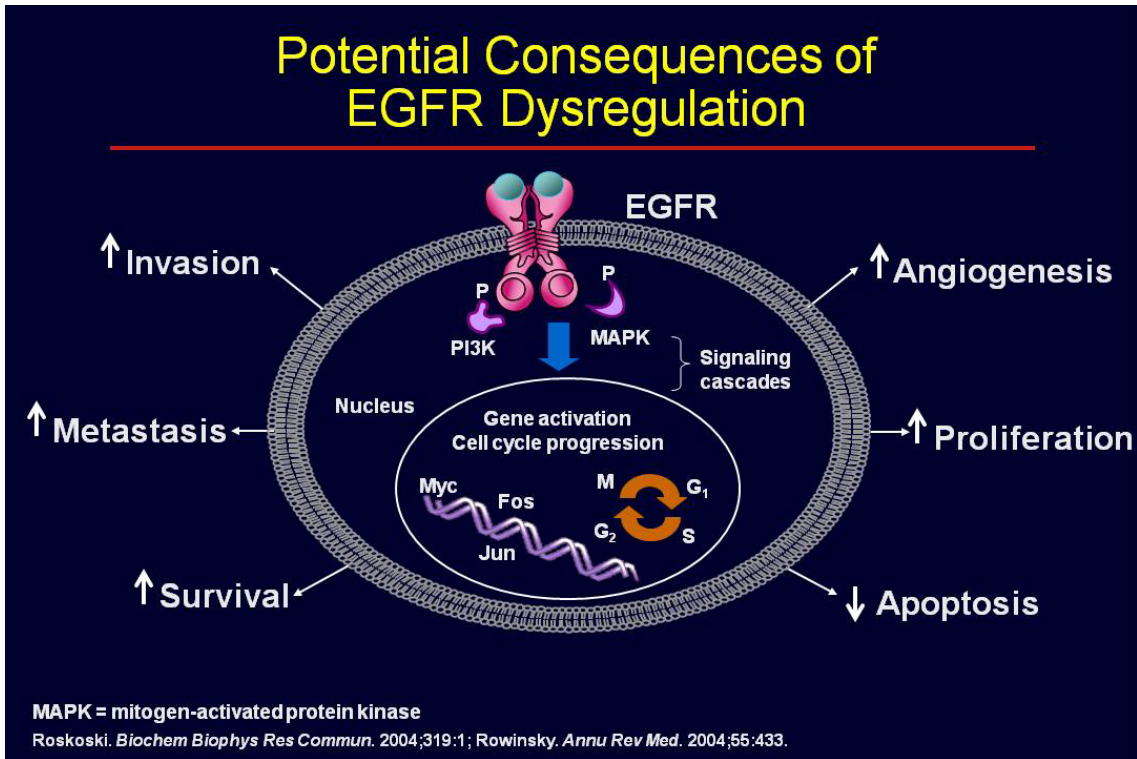 Potential Consequences of
EGFR Dysregulation
EGFR
↑ Invasion
↑ Angiogenesis
P
P
PI3K
MAPK
Signaling
cascades
Nucleus
Gene activation
Cell cycle progression
↑ Metastasis
↑ Proliferation
Myc
Fos
Jun
M
G₁
G₂
S
↑ Survival
↓ Apoptosis
MAPK = mitogen-activated protein kinase
Roskoski. Biochem Biophys Res Commun. 2004;319:1; Rowinsky. Annu Rev Med. 2004;55:433.